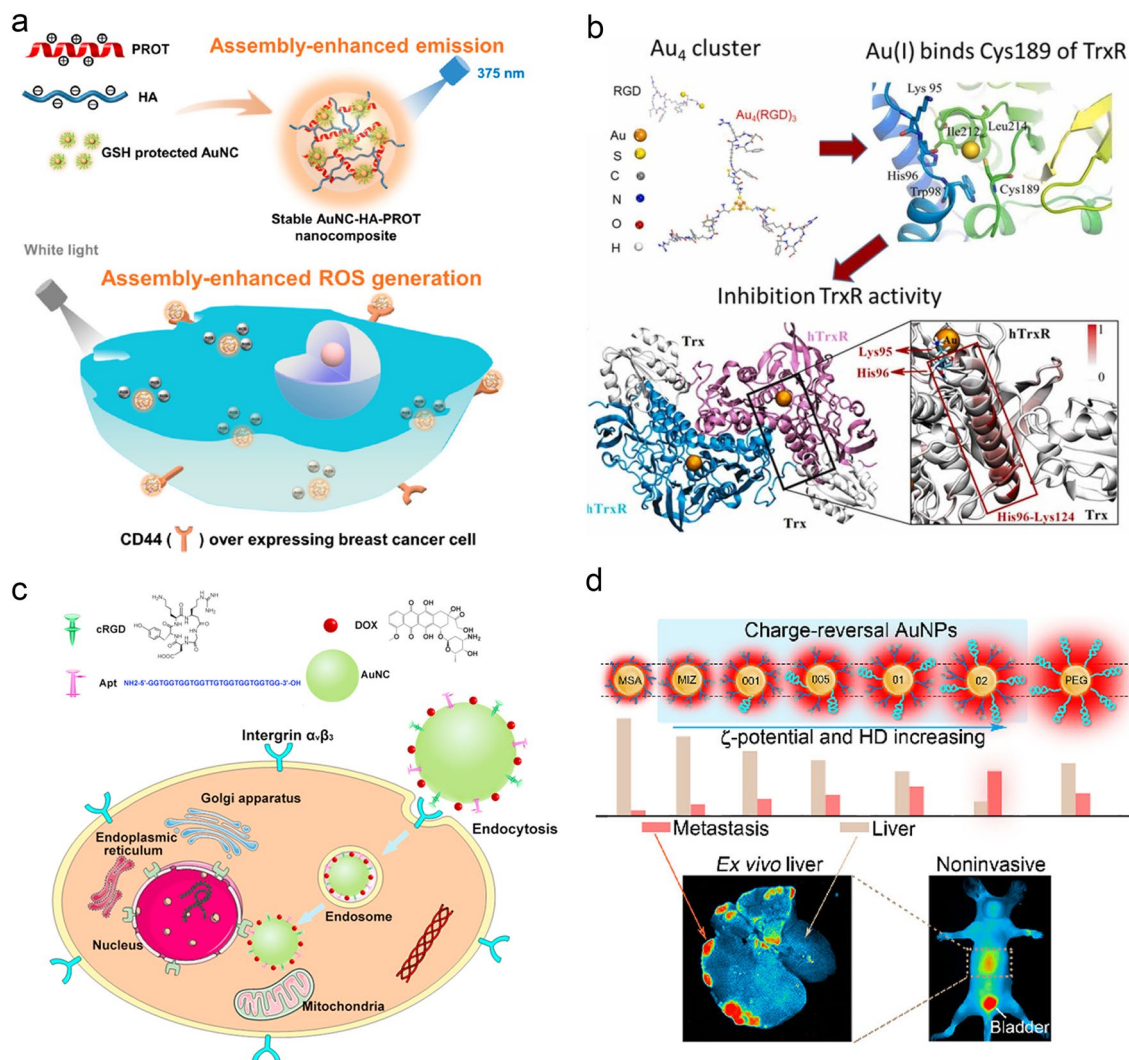 a
PROT
HA
GSH protected AuNC
Assembly-enhanced emission
375 nm
Stable AuNC-HA-PROT
nanocomposite
White light
Assembly-enhanced ROS generation
CD44 ( ) over expressing breast cancer cell
b
Au4 cluster
RGD
Au4(RGD)3
Au
S
C
N
O
H
Au(I) binds Cys189 of TrxR
Lys 95
Ile212
Leu214
His96
Trp98
Cys189
Inhibition TrxR activity
Trx
hTrxR
hTrxR
Trx
Au
hTrxR
1
0
Lys95
His96
His96-Lys124
Trx
c
cRGD
Apt
NH2-5'-GGTGGTGGTGGTTGTGGTGGTGGTGG-3'-OH
DOX
AuNC
Intergrin αvβ3
Golgi apparatus
Endoplasmic
reticulum
Nucleus
Endosome
Endocytosis
Mitochondria
d
Charge-reversal AuNPs
MSA
MIZ
001
005
01
02
PEG
ζ-potential and HD increasing
Metastasis
Liver
Ex vivo liver
Noninvasive
Bladder